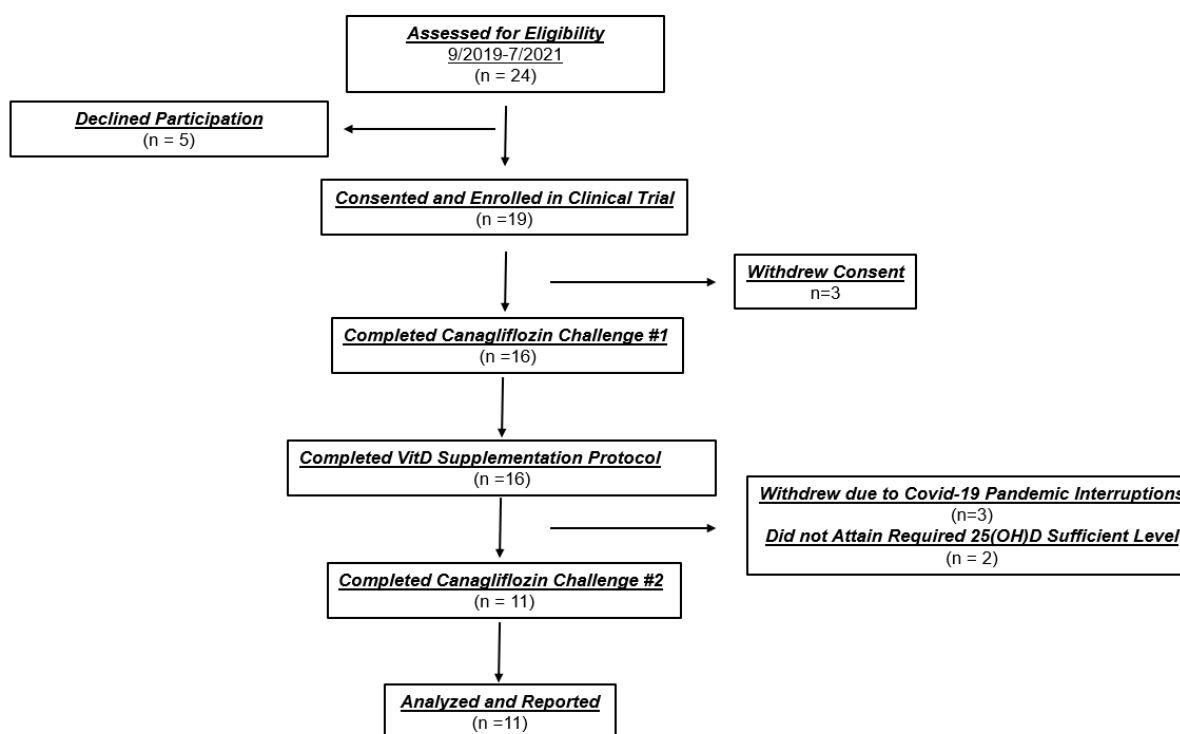 Assessed for Eligibility
9/2019-7/2021
(n = 24)
Declined Participation
(n = 5)
Consented and Enrolled in Clinical Trial
(n =19)
Withdrew Consent
n=3
Completed Canagliflozin Challenge #1
(n =16)
Completed VitD Supplementation Protocol
(n =16)
Withdrew due to Covid-19 Pandemic Interruptions
(n=3)
Did not Attain Required 25(OH)D Sufficient Level
(n = 2)
Completed Canagliflozin Challenge #2
(n = 11)
Analyzed and Reported
(n =11)